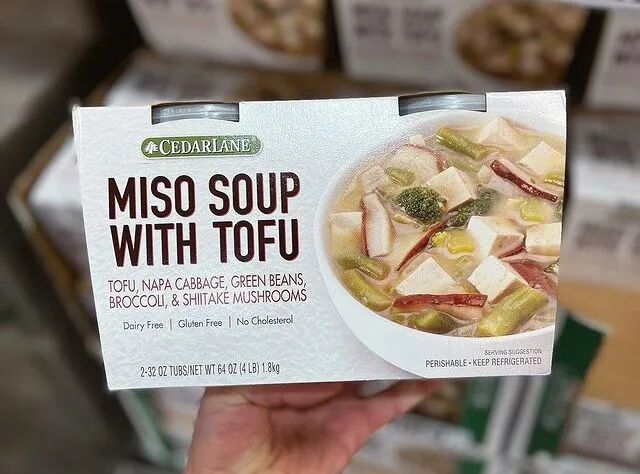 CEDARLANE
MISO SOUP
WITH TOFU
TOFU, NAPA CABBAGE, GREEN BEANS,
BROCCOLI, & SHIITAKE MUSHROOMS
Dairy Free | Gluten Free | No Cholesterol
2-32 OZ TUBS/NET WT 64 OZ (4 LB) 1.8kg
SERVING SUGGESTION
PERISHABLE • KEEP REFRIGERATED